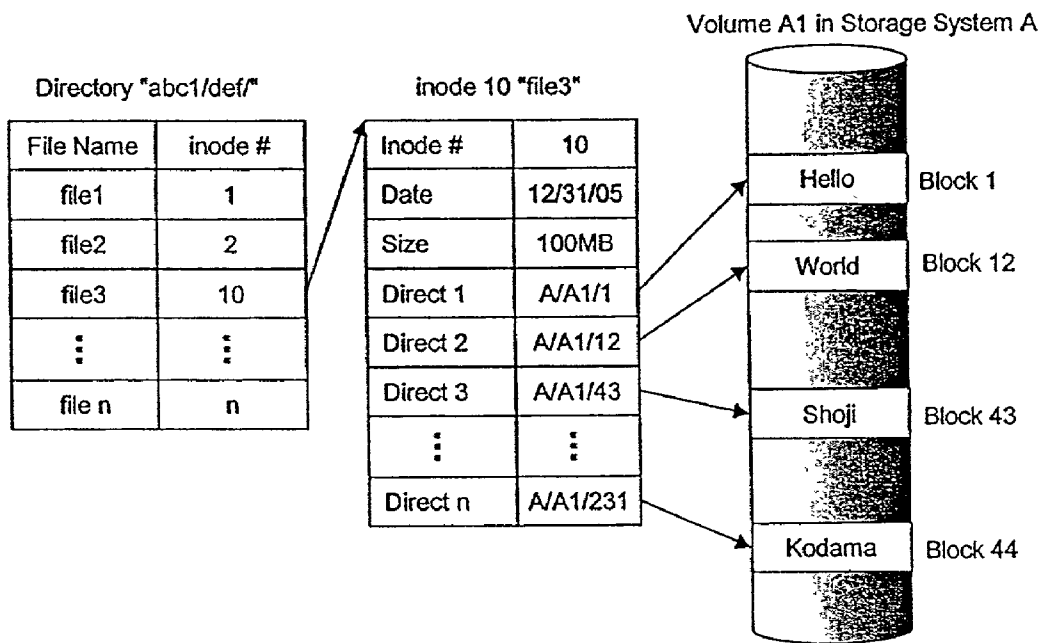 Volume A1 in Storage System A
Directory "abc1/def/"
File Name inode #
file1 1
file2 2
file3 10
file n n
inode 10 "file3"
Inode # 10
Date 12/31/05
Size 100MB
Direct 1 A/A1/1
Direct 2 A/A1/12
Direct 3 A/A1/43
Direct n A/A1/231
Hello Block 1
World Block 12
Shoji Block 43
Kodama Block 44